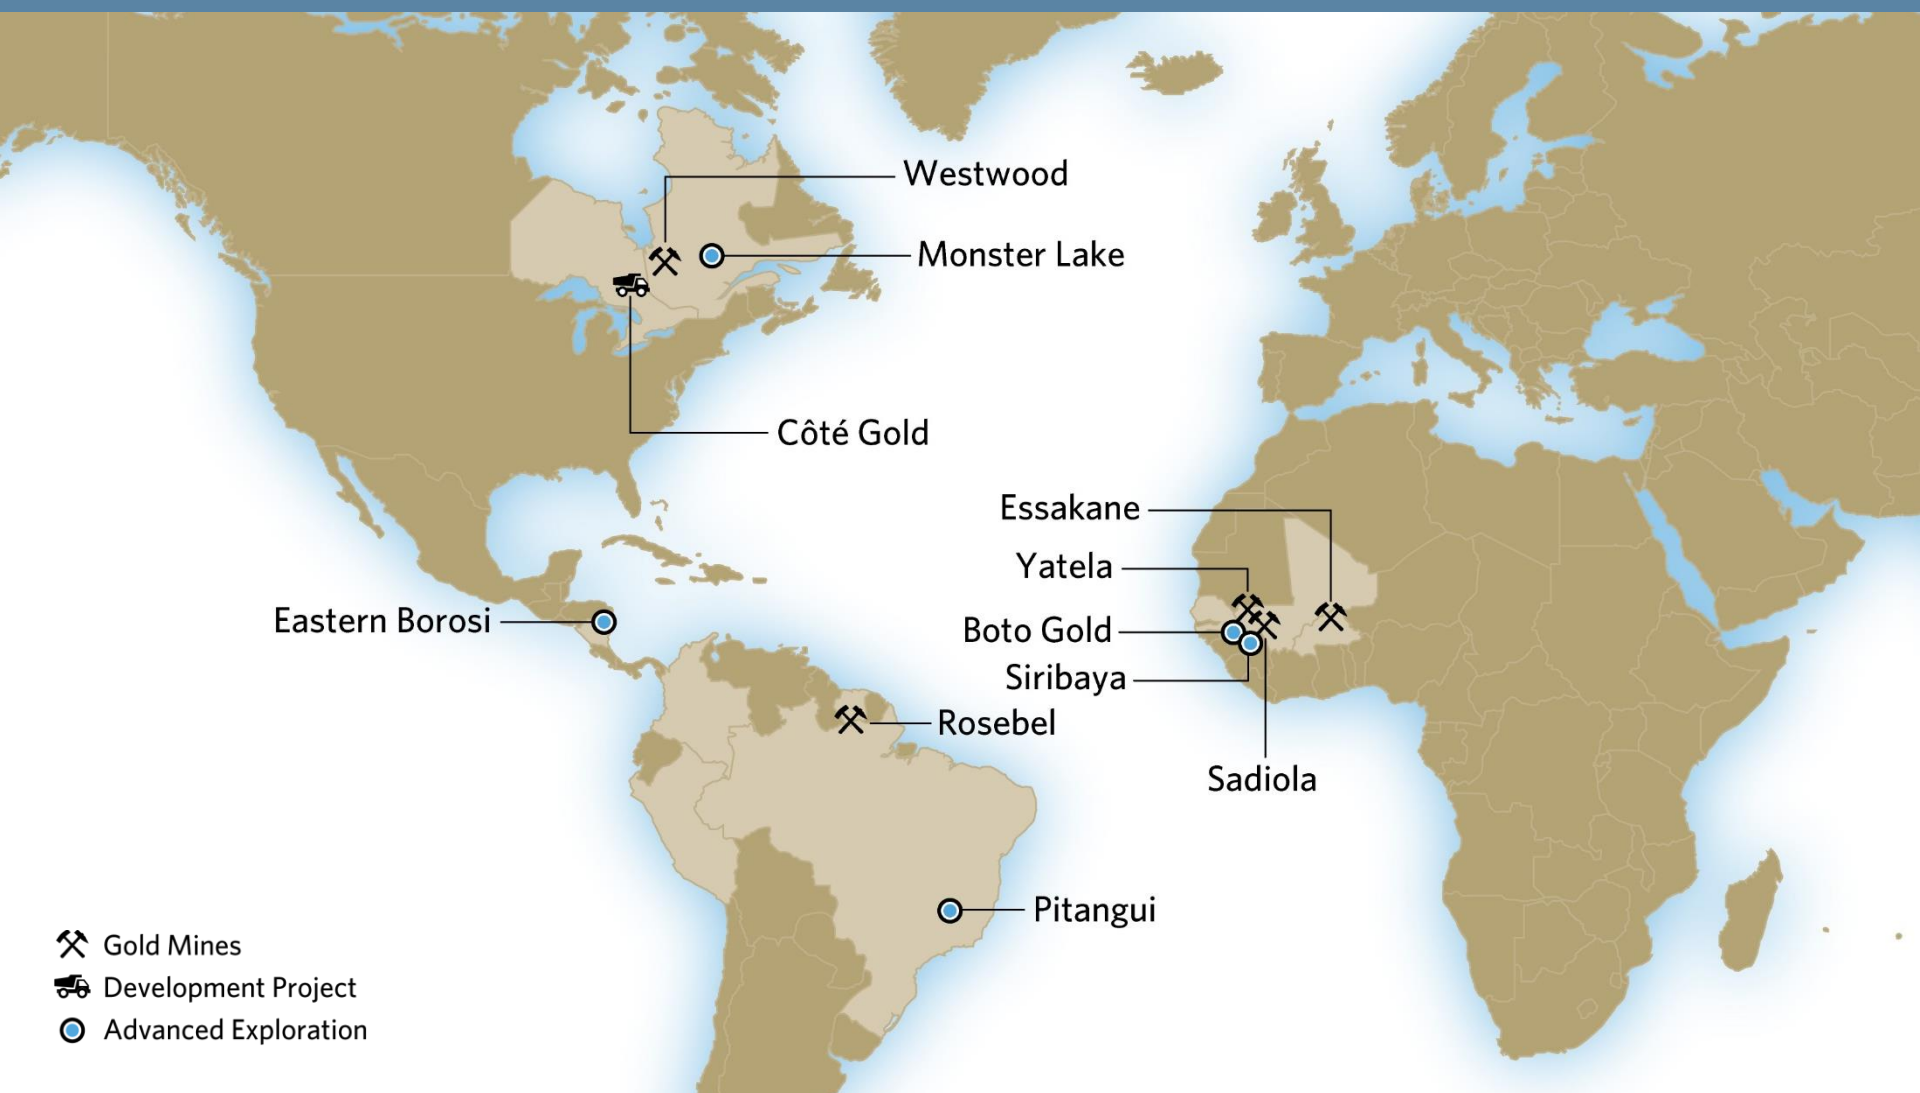 Westwood
Monster Lake
Côté Gold
Essakane
Yatela
Eastern Borosi
Boto Gold
Siribaya
Rosebel
Sadiola
Pitangui
Gold Mines
Development Project
Advanced Exploration